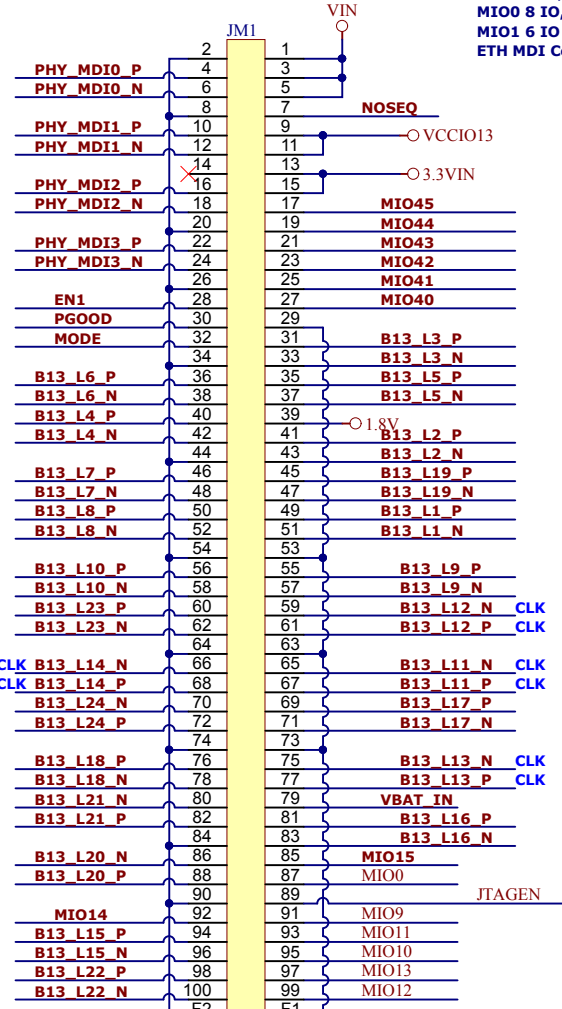 VIN
MIO0 8 IO
MIO1 6 IO
ETH MDI
JM1
2 1
PHY_MDI0_P 4 3
PHY_MDI0_N 6 5
8 7 NOSEQ
PHY_MDI1_P 10 9 VCCIO13
PHY_MDI1_N 12 11
14 13 3.3VIN
PHY_MDI2_P 16 15
PHY_MDI2_N 18 17 MIO45
20 19 MIO44
PHY_MDI3_P 22 21 MIO43
PHY_MDI3_N 24 23 MIO42
26 25 MIO41
EN1 28 27 MIO40
PGOOD 30 29
MODE 32 31 B13_L3_P
34 33 B13_L3_N
B13_L6_P 36 35 B13_L5_P
B13_L6_N 38 37 B13_L5_N
B13_L4_P 40 39 1.8V
B13_L4_N 42 41 B13_L2_P
44 43 B13_L2_N
B13_L7_P 46 45 B13_L19_P
B13_L7_N 48 47 B13_L19_N
B13_L8_P 50 49 B13_L1_P
B13_L8_N 52 51 B13_L1_N
54 53
B13_L10_P 56 55 B13_L9_P
B13_L10_N 58 57 B13_L9_N
B13_L23_P 60 59 B13_L12_N CLK
B13_L23_N 62 61 B13_L12_P CLK
64 63
CLK B13_L14_N 66 65 B13_L11_N CLK
CLK B13_L14_P 68 67 B13_L11_P CLK
B13_L24_N 70 69 B13_L17_P
B13_L24_P 72 71 B13_L17_N
74 73
B13_L18_P 76 75 B13_L13_N CLK
B13_L18_N 78 77 B13_L13_P CLK
B13_L21_N 80 79 VBAT_IN
B13_L21_P 82 81 B13_L16_P
84 83 B13_L16_N
B13_L20_N 86 85 MIO15
B13_L20_P 88 87 MIO0
90 89 JTAGEN
MIO14 92 91 MIO9
B13_L15_P 94 93 MIO11
B13_L15_N 96 95 MIO10
B13_L22_P 98 97 MIO13
B13_L22_N 100 99 MIO12